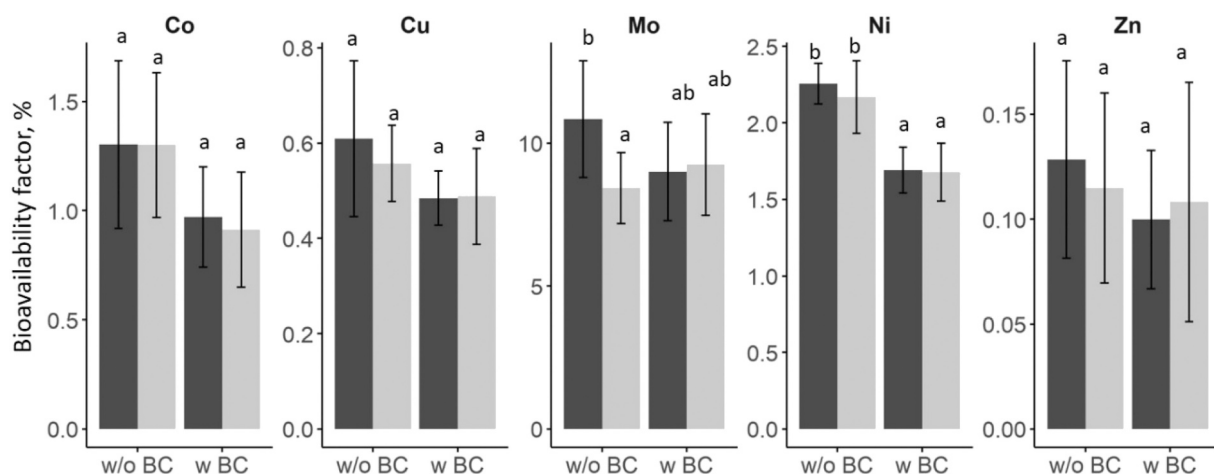 Co Cu Mo Ni Zn
Bioavailability factor, %
1.5
1.0
0.5
0.0
a a a a
w/o BC w BC
0.8
0.6
0.4
0.2
0.0
a a a a
w/o BC w BC
10
5
0
b a ab ab
w/o BC w BC
2.5
2.0
1.5
1.0
0.5
0.0
b b a a
w/o BC w BC
0.15
0.10
0.05
0.00
a a a a
w/o BC w BC